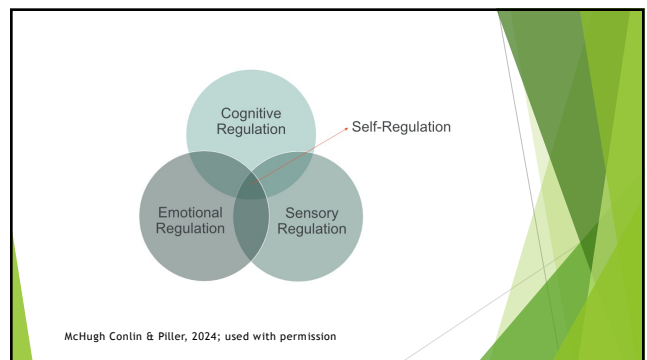 Cognitive
Regulation
Self-Regulation
Emotional
Regulation
Sensory
Regulation
McHugh Conlin & Piller, 2024; used with permission